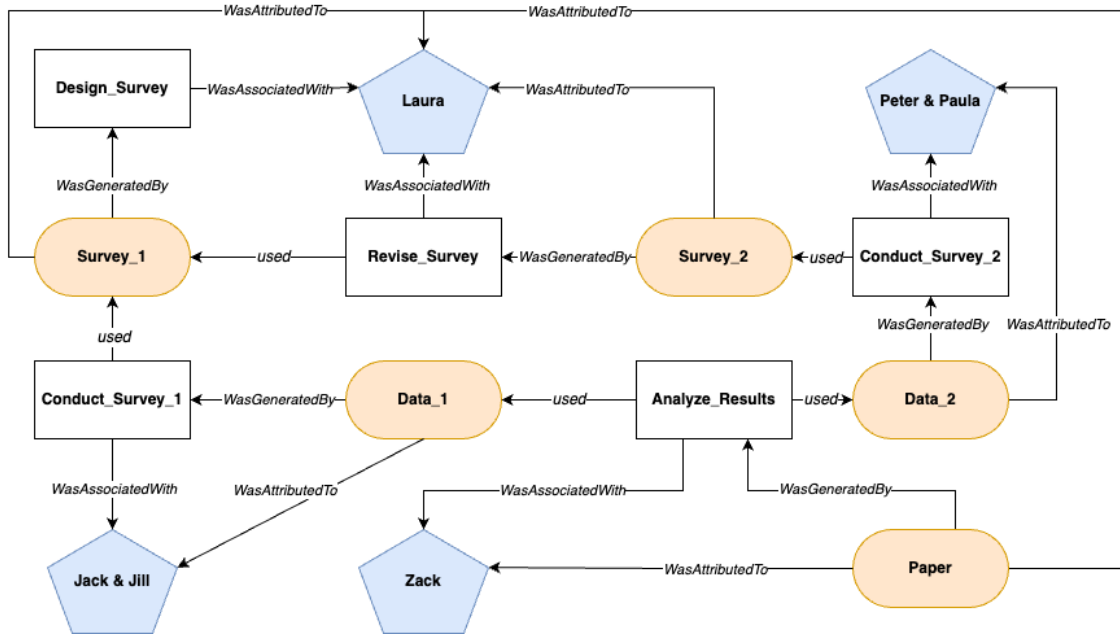 WasAttributedTo
WasAttributedTo
Design_Survey
WasAssociatedWith
Laura
WasAttributedTo
Peter & Paula
WasGeneratedBy
WasAssociatedWith
WasAssociatedWith
Survey_1
used
Revise_Survey
WasGeneratedBy
Survey_2
used
Conduct_Survey_2
used
WasGeneratedBy
WasAttributedTo
Conduct_Survey_1
WasGeneratedBy
Data_1
used
Analyze_Results
used
Data_2
WasAssociatedWith
WasAttributedTo
WasAssociatedWith
WasGeneratedBy
Jack & Jill
Zack
WasAttributedTo
Paper